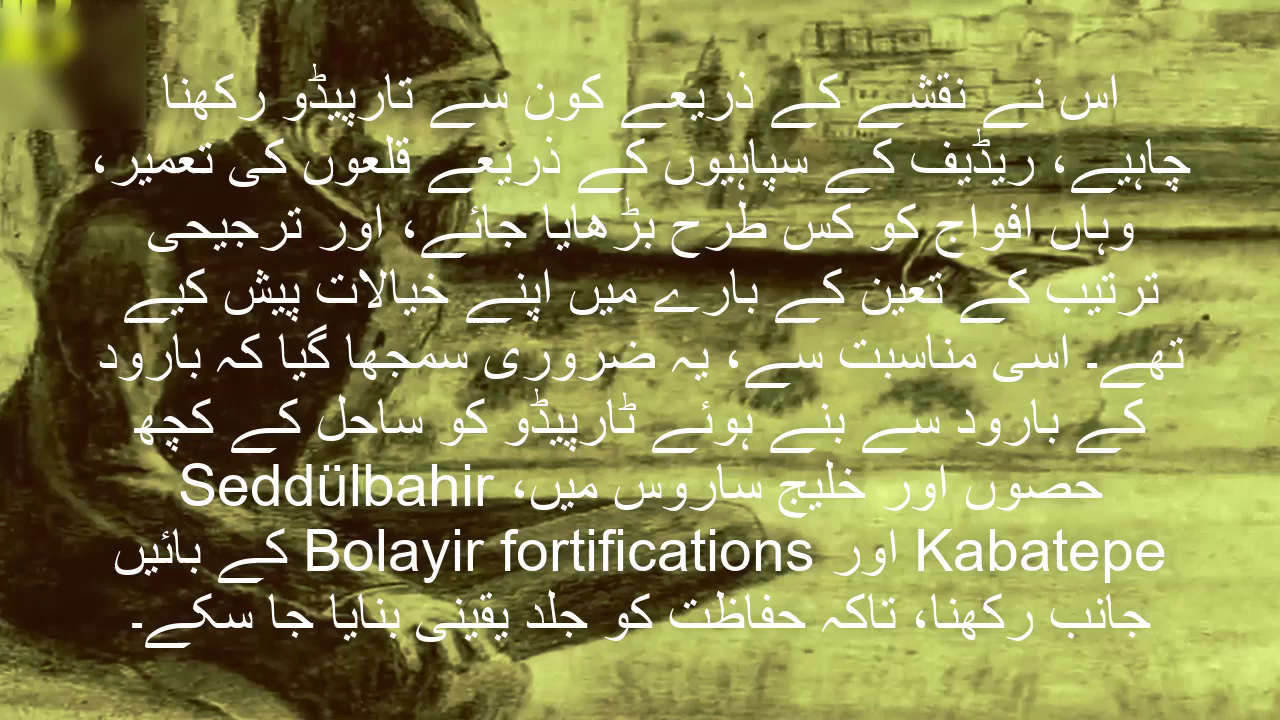 اس نے نقشے کے ذریعے کون سے تارپیڈو رکھنا
چاہیے، ریڈیف کے سپاہیوں کے ذریعے قلعوں کی تعمیر،
وہاں افواج کو کس طرح بڑھایا جائے، اور ترجیحی
ترتیب کے تعین کے بارے میں اپنے خیالات پیش کیے
تھے۔ اسی مناسبت سے، یہ ضروری سمجھا گیا کہ بارود
کے بارود سے بنے ہوئے ٹارپیڈو کو ساحل کے کچھ
حصوں اور خلیج ساروس میں، Seddülbahir
Kabatepe اور Bolayir fortifications کے بائیں
جانب رکھنا، تاکہ حفاظت کو جلد یقینی بنایا جا سکے۔